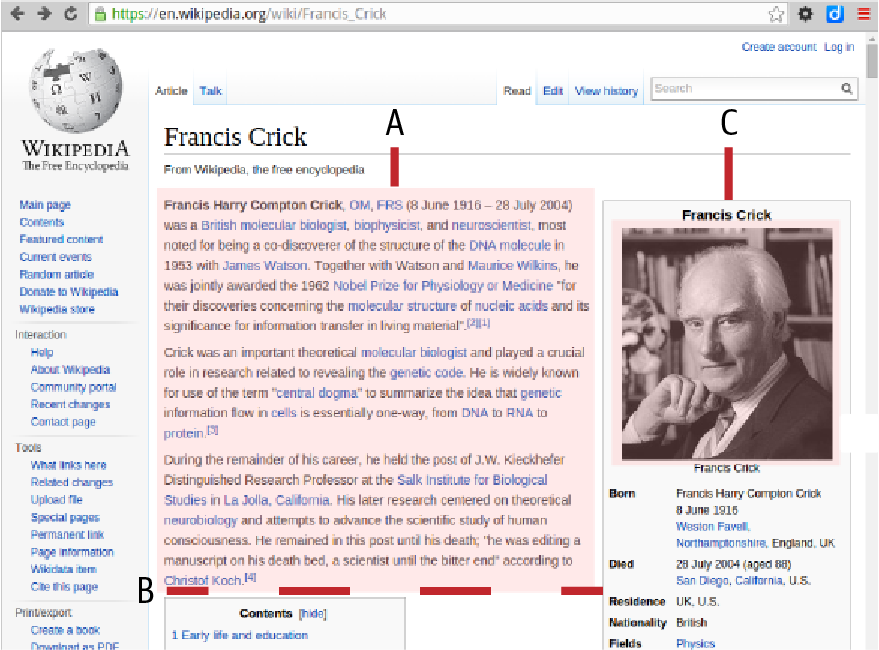 https://en.wikipedia.org/wiki/Francis_Crick
Create account Log in
Article Talk Read Edit View history Search
WIKIPEDIA
The Free Encyclopedia
A
C
Francis Crick
From Wikipedia, the free encyclopedia
Main page
Contents
Featured content
Current events
Random article
Donate to Wikipedia
Wikipedia store
Interaction
Help
About Wikipedia
Community portal
Recent changes
Contact page
Tools
What links here
Related changes
Upload file
Special pages
Permanent link
Page information
Wikidata item
Cite this page
Print/export
Create a book
Download as PDF
Francis Harry Compton Crick, OM, FRS (8 June 1916 – 28 July 2004)
was a British molecular biologist, biophysicist, and neuroscientist, most
noted for being a co-discoverer of the structure of the DNA molecule in
1953 with James Watson. Together with Watson and Maurice Wilkins, he
was jointly awarded the 1962 Nobel Prize for Physiology or Medicine "for
their discoveries concerning the molecular structure of nucleic acids and its
significance for information transfer in living material".[2][1]
Crick was an important theoretical molecular biologist and played a crucial
role in research related to revealing the genetic code. He is widely known
for use of the term "central dogma" to summarize the idea that genetic
information flow in cells is essentially one-way, from DNA to RNA to
protein.[3]
During the remainder of his career, he held the post of J.W. Kieckhefer
Distinguished Research Professor at the Salk Institute for Biological
Studies in La Jolla, California. His later research centered on theoretical
neurobiology and attempts to advance the scientific study of human
consciousness. He remained in this post until his death; "he was editing a
manuscript on his death bed, a scientist until the bitter end" according to
Christof Koch.[4]
B
Contents [hide]
1 Early life and education
Francis Crick
Francis Crick
Born Francis Harry Compton Crick
8 June 1916
Weston Favell,
Northamptonshire, England, UK
Died 28 July 2004 (aged 88)
San Diego, California, U.S.
Residence UK, U.S.
Nationality British
Fields Physics